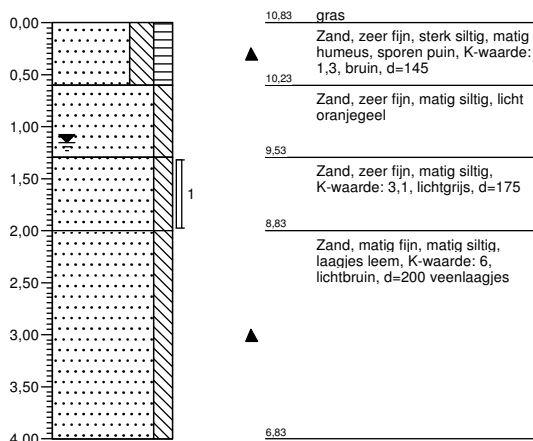 0,00
0,50
1,00
1,50
2,00
2,50
3,00
3,50
4,00
1
10,83 gras
Zand, zeer fijn, sterk siltig, matig
humeus, sporen puin, K-waarde:
1,3, bruin, d=145
10,23
Zand, zeer fijn, matig siltig, licht
oranjegeel
9,53
Zand, zeer fijn, matig siltig,
K-waarde: 3,1, lichtgrijs, d=175
8,83
Zand, matig fijn, matig siltig,
laagjes leem, K-waarde: 6,
lichtbruin, d=200 veenlaagjes
6,83